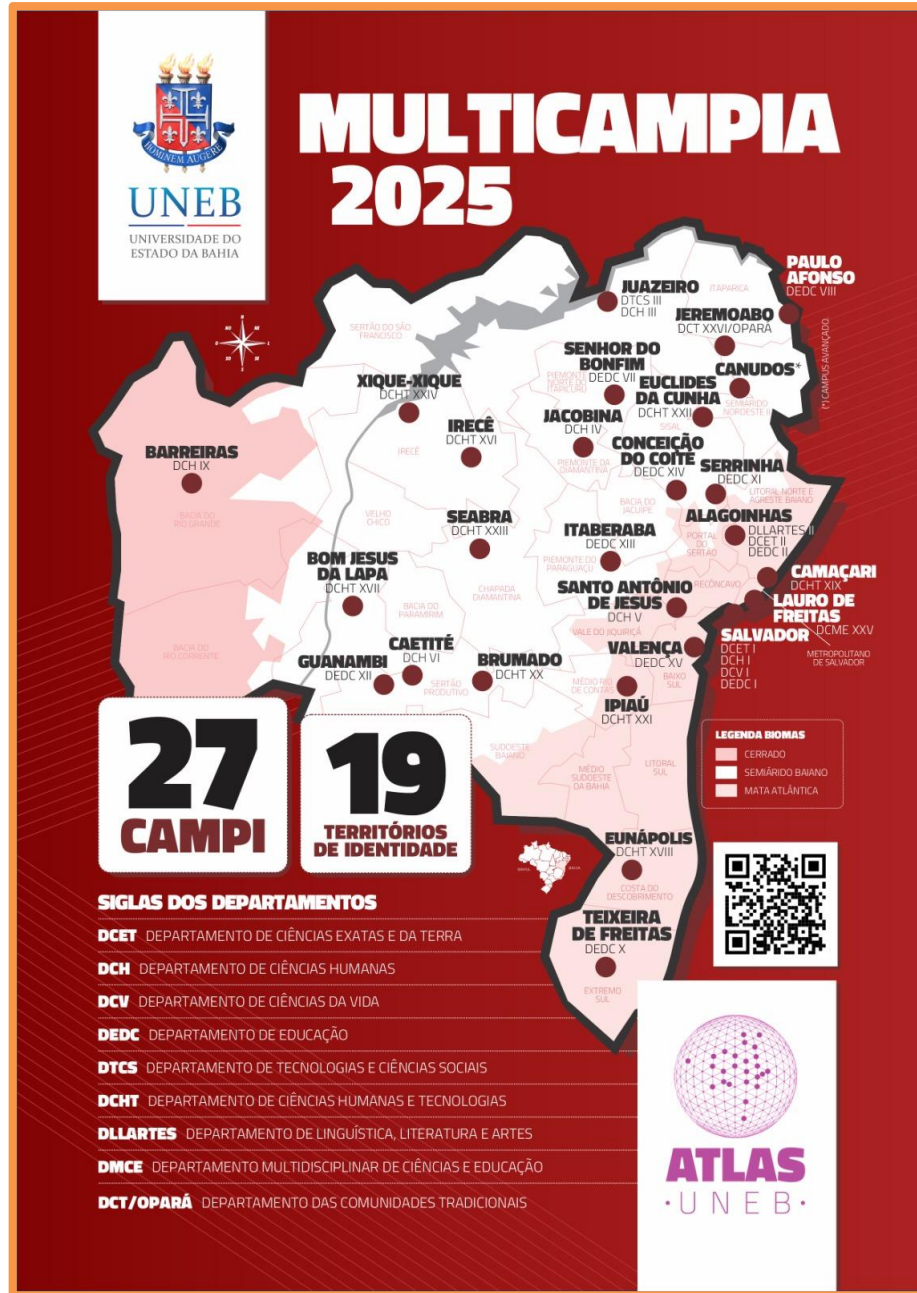 HOMINEM AUGERE
UNEB
UNIVERSIDADE DO
ESTADO DA BAHIA
MULTICAMPIA
2025
PAULO
AFONSO
DEDC VIII
(*) CAMPUS AVANÇADO
ITAPARICA
JUAZEIRO
DTCS III
DCH III
JEREMOABO
DCT XXVI/OPARÁ
SERTÃO DO SÃO
FRANCISCO
SENHOR DO
BONFIM
DEDC VII
PIEMONTE
NORTE DO
ITAPICURU
CANUDOS*
XIQUE-XIQUE
DCHT XXIV
EUCLIDES
DA CUNHA
DCHT XXII
SEMIÁRIDO
NOROESTE II
SISAL
IRECÊ
DCHT XVI
IRECÊ
JACOBINA
DCH IV
PIEMONTE DA
DIAMANTINA
BARREIRAS
DCH IX
BACIA DO
RIO GRANDE
CONCEIÇÃO
DO COITÉ
DEDC XIV
SERRINHA
DEDC XI
LITORAL NORTE E
AGRESTE BAIANO
BACIA DO
JACUÍPE
VELHO
CHICO
SEABRA
DCHT XXIII
ITABERABA
DEDC XIII
ALAGOINHAS
DLLARTES II
DCET II
DEDC II
PORTAL
DO
SERTÃO
PIEMONTE DO
PARAGUAÇU
BOM JESUS
DA LAPA
DCHT XVII
CHAPADA
DIAMANTINA
BACIA DO
PARAMIRIM
RECÔNCAVO
CAMAÇARI
DCHT XIX
SANTO ANTÔNIO
DE JESUS
DCH V
LAURO DE
FREITAS
DCME XXV
METROPOLITANO
DE SALVADOR
VALE DO JIQUIRIÇÁ
SALVADOR
DCET I
DCH I
DCV I
DEDC I
BACIA DO
RIO CORRENTE
VALENÇA
DEDC XV
BAIXO
SUL
GUANAMBI
DEDC XII
CAETITÉ
DCH VI
SERTÃO
PRODUTIVO
BRUMADO
DCHT XX
MÉDIO RIO
DE CONTAS
IPIAÚ
DCHT XXI
SUDOESTE
BAIANO
MÉDIO
SUDOESTE
DA BAHIA
LITORAL
SUL
LEGENDA BIOMAS
CERRADO
SEMIÁRIDO BAIANO
MATA ATLÂNTICA
27
CAMPI
19
TERRITÓRIOS
DE IDENTIDADE
BRASIL
BAHIA
EUNÁPOLIS
DCHT XVIII
COSTA DO
DESCOBRIMENTO
TEIXEIRA
DE FREITAS
DEDC X
EXTREMO
SUL
SIGLAS DOS DEPARTAMENTOS
DCET DEPARTAMENTO DE CIÊNCIAS EXATAS E DA TERRA
DCH DEPARTAMENTO DE CIÊNCIAS HUMANAS
DCV DEPARTAMENTO DE CIÊNCIAS DA VIDA
DEDC DEPARTAMENTO DE EDUCAÇÃO
DTCS DEPARTAMENTO DE TECNOLOGIAS E CIÊNCIAS SOCIAIS
DCHT DEPARTAMENTO DE CIÊNCIAS HUMANAS E TECNOLOGIAS
DLLARTES DEPARTAMENTO DE LINGUÍSTICA, LITERATURA E ARTES
DMCE DEPARTAMENTO MULTIDISCIPLINAR DE CIÊNCIAS E EDUCAÇÃO
DCT/OPARÁ DEPARTAMENTO DAS COMUNIDADES TRADICIONAIS
ATLAS
•UNEB•